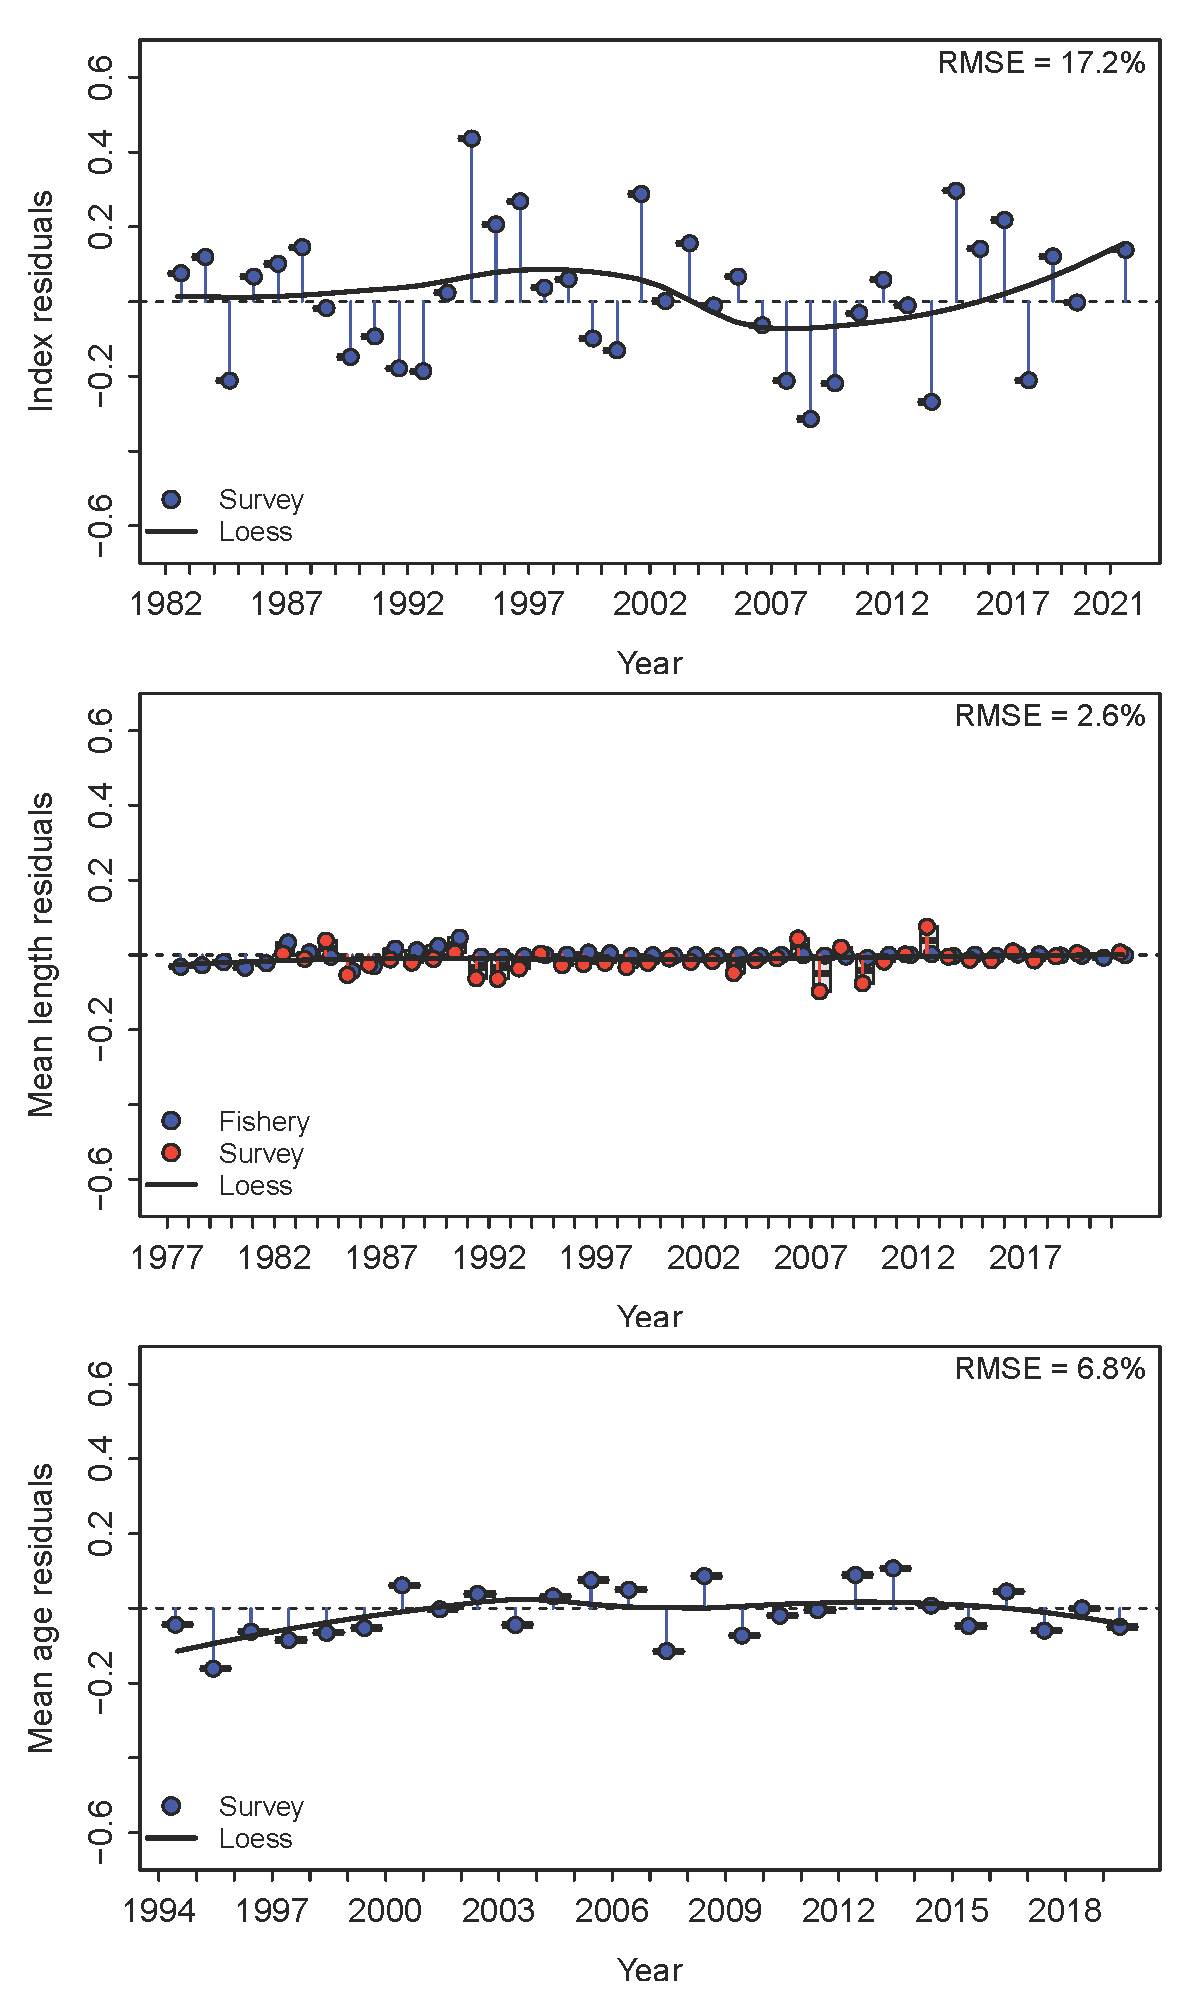 RMSE = 17.2%
Index residuals
0.6
0.4
0.2
−0.2
−0.6
Survey
Loess
1982 1987 1992 1997 2002 2007 2012 2017 2021
Year
RMSE = 2.6%
Mean length residuals
0.6
0.4
0.2
−0.2
−0.6
Fishery
Survey
Loess
1977 1982 1987 1992 1997 2002 2007 2012 2017
Year
RMSE = 6.8%
Mean age residuals
0.6
0.4
0.2
−0.2
−0.6
Survey
Loess
1994 1997 2000 2003 2006 2009 2012 2015 2018
Year